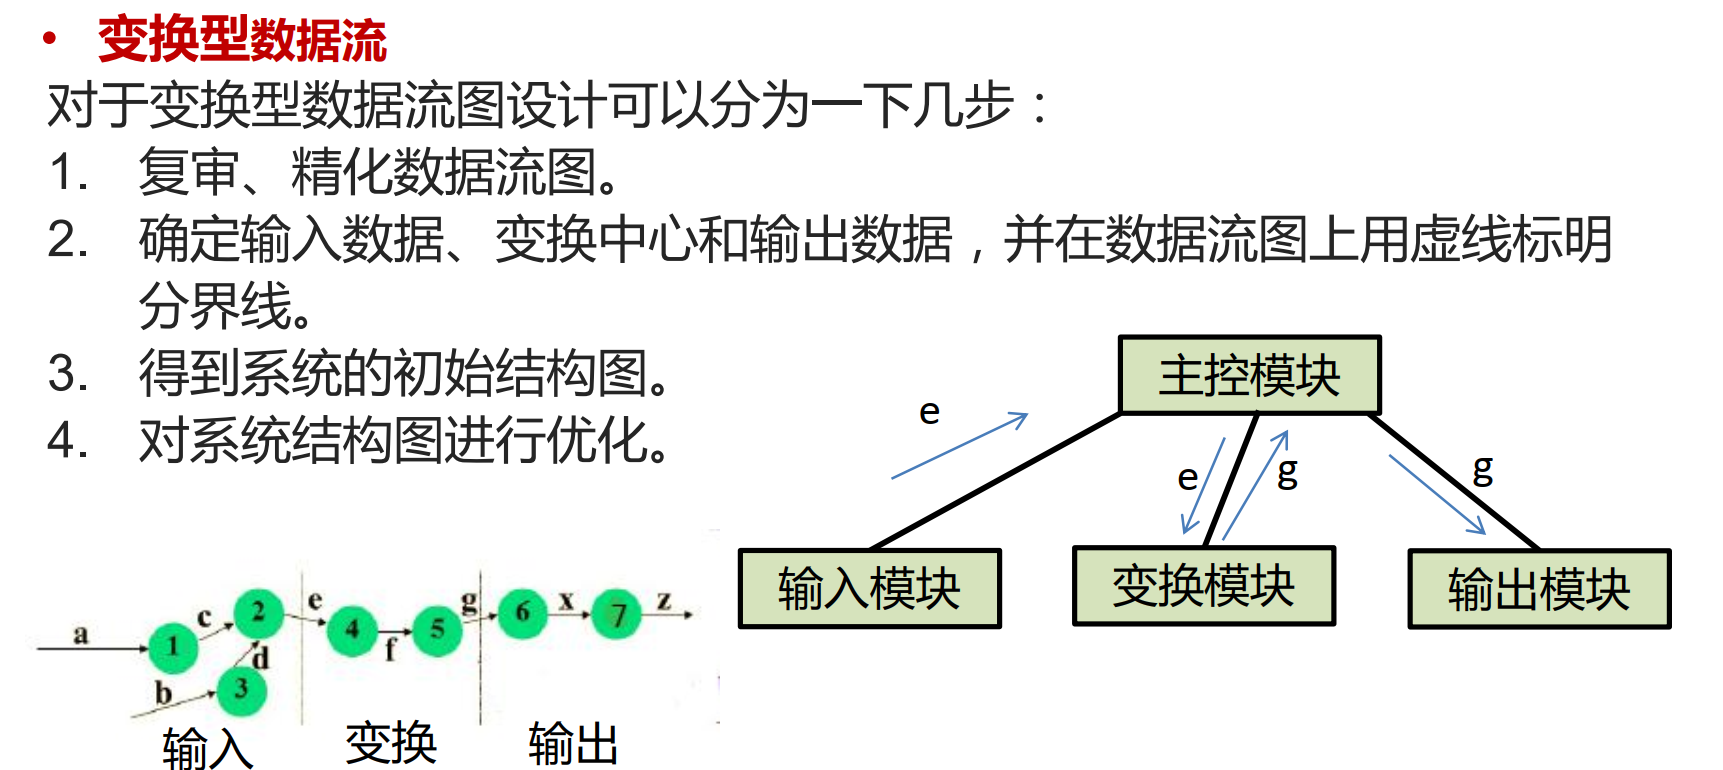 • 变换型数据流
对于变换型数据流图设计可以分为一下几步：
1. 复审、精化数据流图。
2. 确定输入数据、变换中心和输出数据，并在数据流图上用虚线标明
分界线。
3. 得到系统的初始结构图。
4. 对系统结构图进行优化。
主控模块
e
e
g
g
输入模块
变换模块
输出模块
a
1
c
2
d
b
3
e
4
f
5
g
6
x
7
z
输入
变换
输出